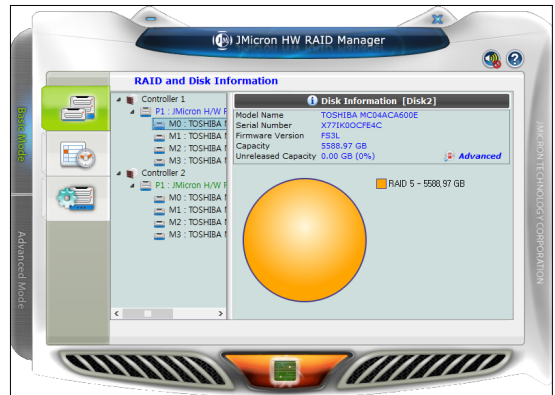 JMicron HW RAID Manager
RAID and Disk Information
Basic Mode
Advanced Mode
Controller 1
P1 : JMicron H/W F
M0 : TOSHIBA
M1 : TOSHIBA
M2 : TOSHIBA
M3 : TOSHIBA
Controller 2
P1 : JMicron H/W F
M0 : TOSHIBA
M1 : TOSHIBA
M2 : TOSHIBA
M3 : TOSHIBA
Disk Information [Disk2]
Model Name TOSHIBA MC04ACA600E
Serial Number X77IK0OCFE4C
Firmware Version FS3L
Capacity 5588.97 GB
Unreleased Capacity 0.00 GB (0%)
Advanced
RAID 5 - 5588,97 GB
JMICRON TECHNOLOGY CORPORATION